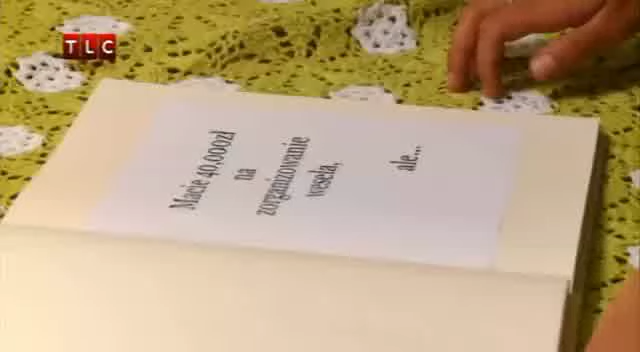 TLC
Macie 40.000zł
na
zorganizowanie
wesela,
ale...